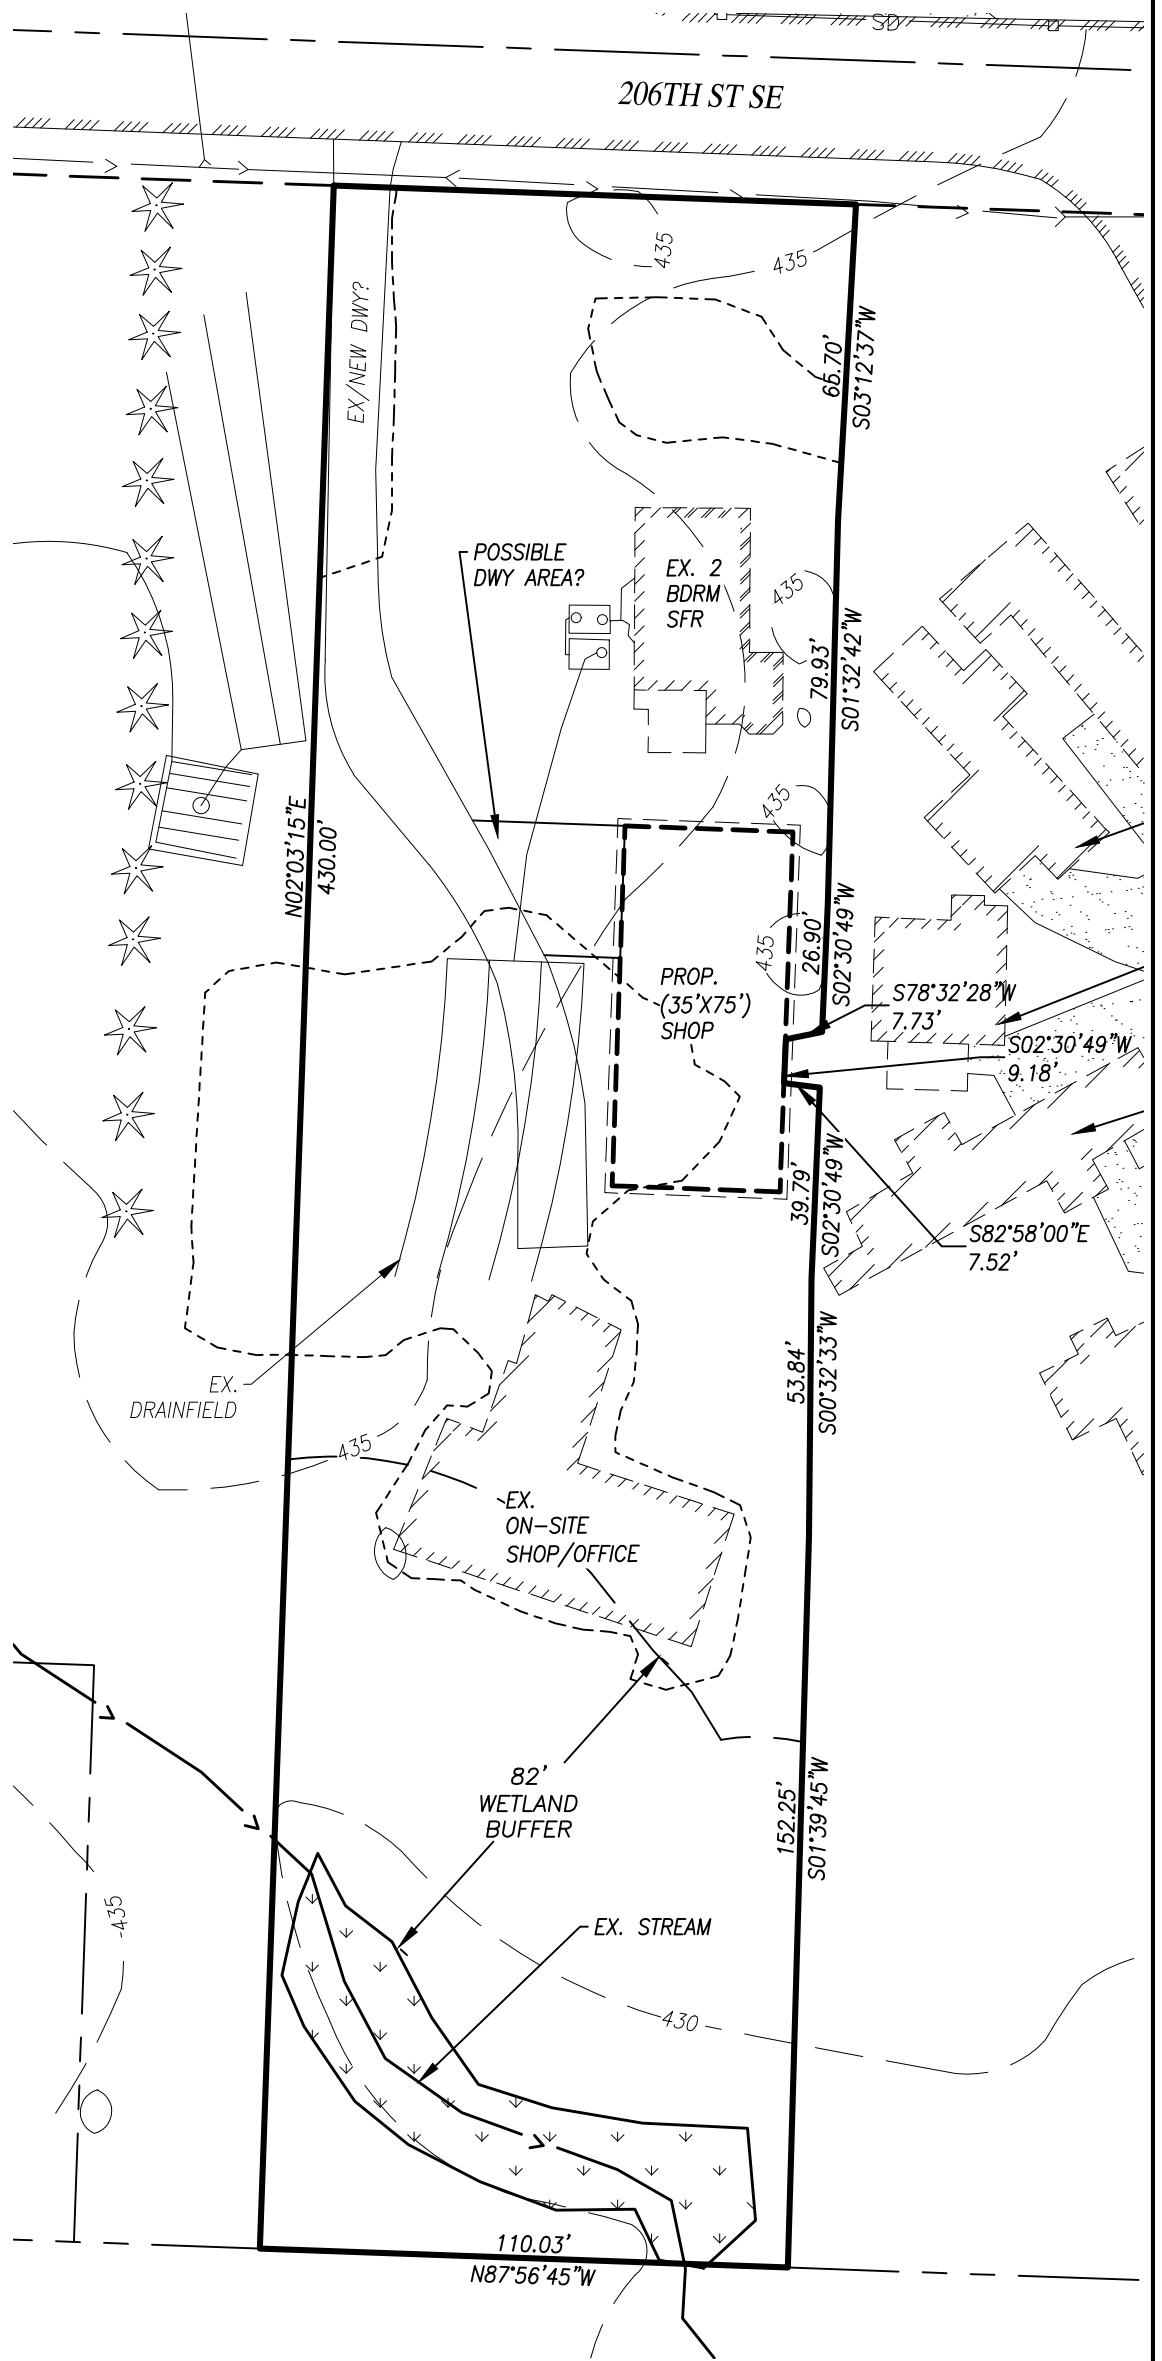 SD
206TH ST SE
435
435
EX/NEW DWY?
65.70'
S03°12'37"W
POSSIBLE
DWY AREA?
EX. 2
BDRM
SFR
435
79.93'
S01°32'42"W
435
N02°03'15"E
430.00'
435
26.90'
S02°30'49"W
PROP.
(35'X75')
SHOP
S78°32'28"W
7.73'
S02°30'49"W
9.18'
39.79'
S02°30'49"W
S82°58'00"E
7.52'
53.84'
S00°32'33"W
EX.
DRAINFIELD
435
EX.
ON-SITE
SHOP/OFFICE
82'
WETLAND
BUFFER
152.25'
S01°39'45"W
435
EX. STREAM
430
110.03'
N87°56'45"W